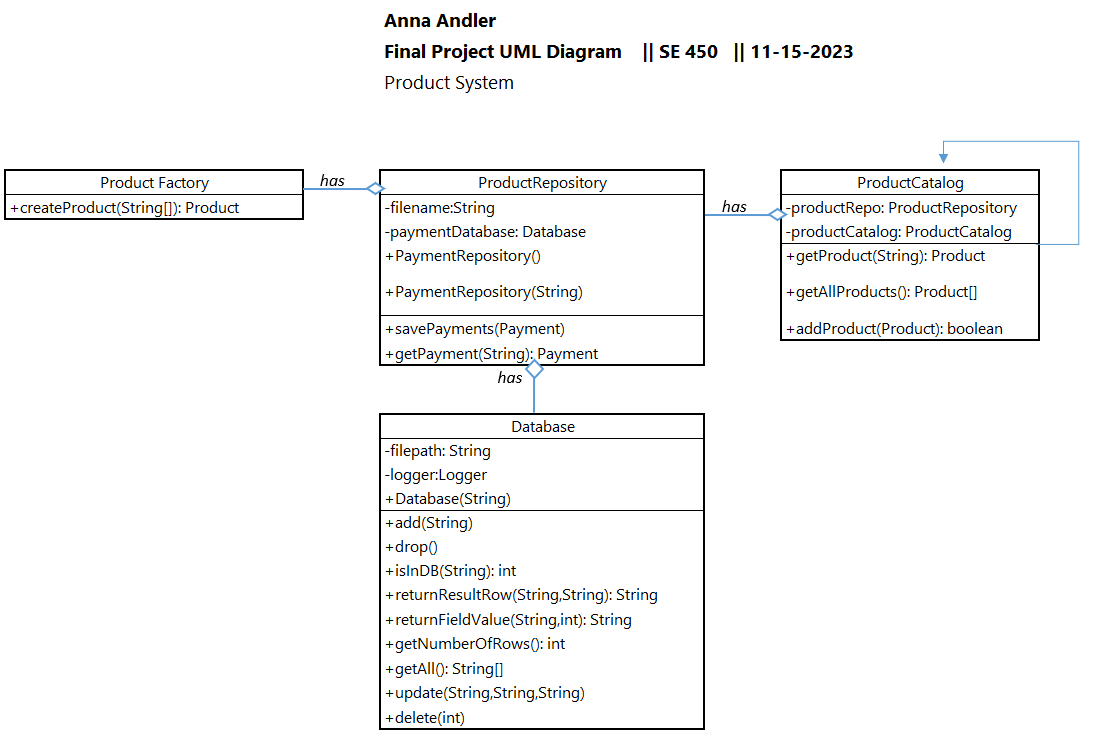 Anna Andler
Final Project UML Diagram || SE 450 || 11-15-2023
Product System
Product Factory
+createProduct(String[]): Product
has
ProductRepository
-filename:String
-paymentDatabase: Database
+PaymentRepository()
+PaymentRepository(String)
+savePayments(Payment)
+getPayment(String): Payment
has
ProductCatalog
-productRepo: ProductRepository
-productCatalog: ProductCatalog
+getProduct(String): Product
+getAllProducts(): Product[]
+addProduct(Product): boolean
has
Database
-filepath: String
-logger:Logger
+Database(String)
+add(String)
+drop()
+isInDB(String): int
+returnResultRow(String,String): String
+returnFieldValue(String,int): String
+getNumberOfRows(): int
+getAll(): String[]
+update(String,String,String)
+delete(int)